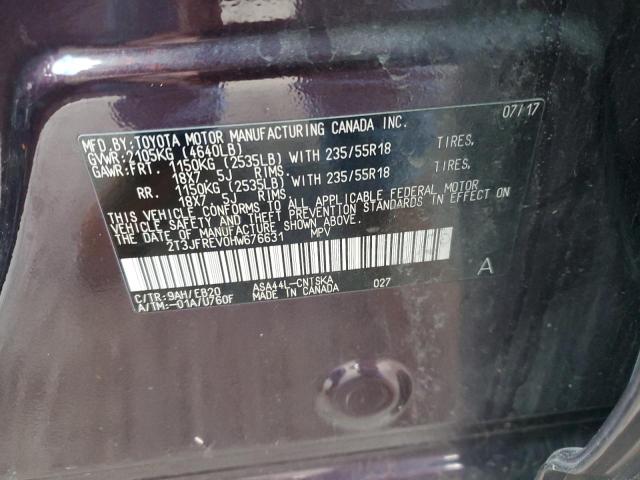 MFD.BY:TOYOTA MOTOR MANUFACTURING CANADA INC. 07/17
GVWR:2105KG (4640LB)
GAWR:FRT. 1150KG (2535LB) WITH 235/55R18 TIRES,
18X7. 5J RIMS,
RR. 1150KG (2535LB) WITH 235/55R18 TIRES,
18X7. 5J RIMS.
THIS VEHICLE CONFORMS TO ALL APPLICABLE FEDERAL MOTOR
VEHICLE SAFETY AND THEFT PREVENTION STANDARDS IN EFFECT ON
THE DATE OF MANUFACTURE SHOWN ABOVE.
2T3JFREV0HW676631 MPV
C/TR:9AH/FB20 ASA44L-CNTSKA A
A/TM:-01A/U760F MADE IN CANADA 027